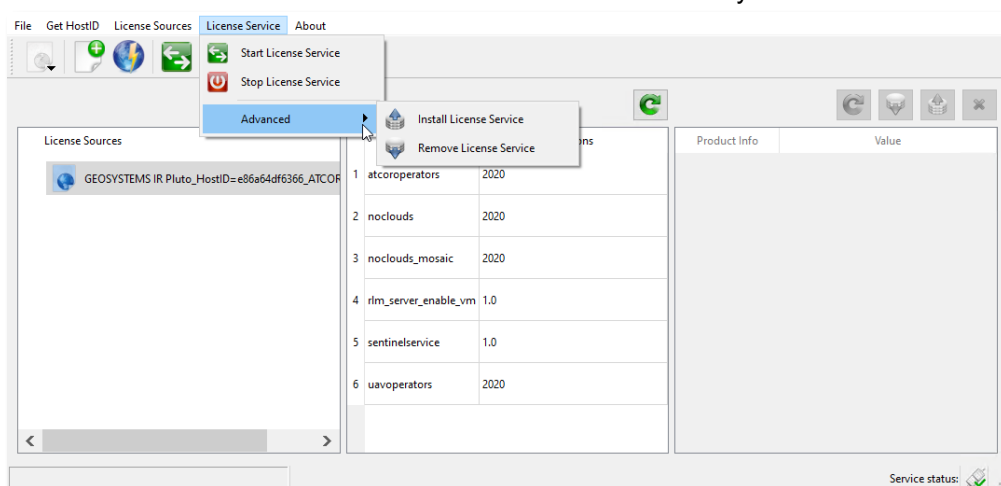 File Get HostID License Sources License Service About
Start License Service
Stop License Service
Advanced
Install License Service
Remove License Service
License Sources
ons
Product Info Value
GEOSYSTEMS IR Pluto_HostID=e86a64df6366_ATCOR
1 atcoroperators 2020
2 noclouds 2020
3 noclouds_mosaic 2020
4 rlm_server_enable_vm 1.0
5 sentinelservice 1.0
6 uavoperators 2020
Service status: